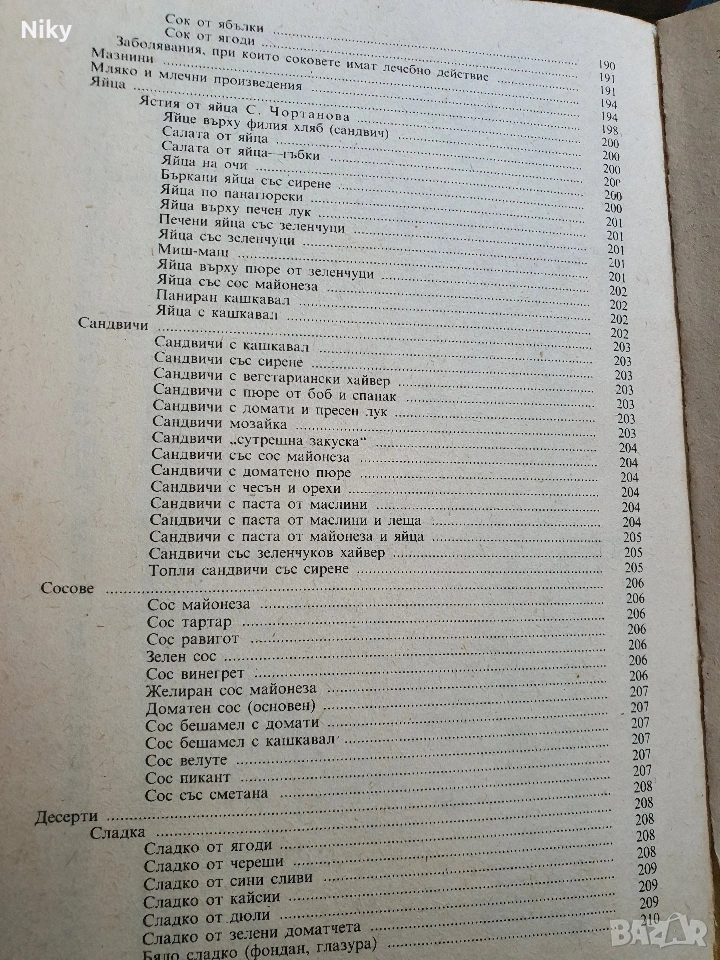 Niky
Сок от ябълки ........ 190
Сок от ягоди ........ 191
Заболявания, при които соковете имат лечебно действие ........ 191
Мазнини ........ 194
Мляко и млечни произведения ........ 194
Яйца ........ 198
Ястия от яйца С. Чортанова ........ 200
Яйце върху филия хляб (сандвич) ........ 200
Салата от яйца ........ 200
Салата от яйца—гъбки ........ 200
Яйца на очи ........ 200
Бъркани яйца със сирене ........ 200
Яйца по панагюрски ........ 201
Яйца върху печен лук ........ 201
Печени яйца със зеленчуци ........ 201
Яйца със зеленчуци ........ 201
Миш-маш ........ 201
Яйца върху пюре от зеленчуци ........ 202
Яйца със сос майонеза ........ 202
Паниран кашкавал ........ 202
Яйца с кашкавал ........ 202
Сандвичи ........ 203
Сандвичи с кашкавал ........ 203
Сандвичи със сирене ........ 203
Сандвичи с вегетариански хайвер ........ 203
Сандвичи с пюре от боб и спанак ........ 203
Сандвичи с домати и пресен лук ........ 203
Сандвичи мозайка ........ 203
Сандвичи „сутрешна закуска“ ........ 204
Сандвичи със сос майонеза ........ 204
Сандвичи с доматено пюре ........ 204
Сандвичи с чесън и орехи ........ 204
Сандвичи с паста от маслини ........ 204
Сандвичи с паста от маслини и леща ........ 204
Сандвичи с паста от майонеза и яйца ........ 205
Сандвичи със зеленчуков хайвер ........ 205
Топли сандвичи със сирене ........ 205
Сосове ........ 206
Сос майонеза ........ 206
Сос тартар ........ 206
Сос равигот ........ 206
Зелен сос ........ 206
Сос винегрет ........ 206
Желиран сос майонеза ........ 206
Доматен сос (основен) ........ 207
Сос бешамел с домати ........ 207
Сос бешамел с кашкавал ........ 207
Сос велуте ........ 207
Сос пикант ........ 207
Сос със сметана ........ 207
Десерти ........ 208
Сладка ........ 208
Сладко от ягоди ........ 208
Сладко от череши ........ 208
Сладко от сини сливи ........ 208
Сладко от кайсии ........ 209
Сладко от дюли ........ 209
Сладко от зелени доматчета ........ 209
Бяло сладко (фондан, глазура) ........ 210
BAZAR